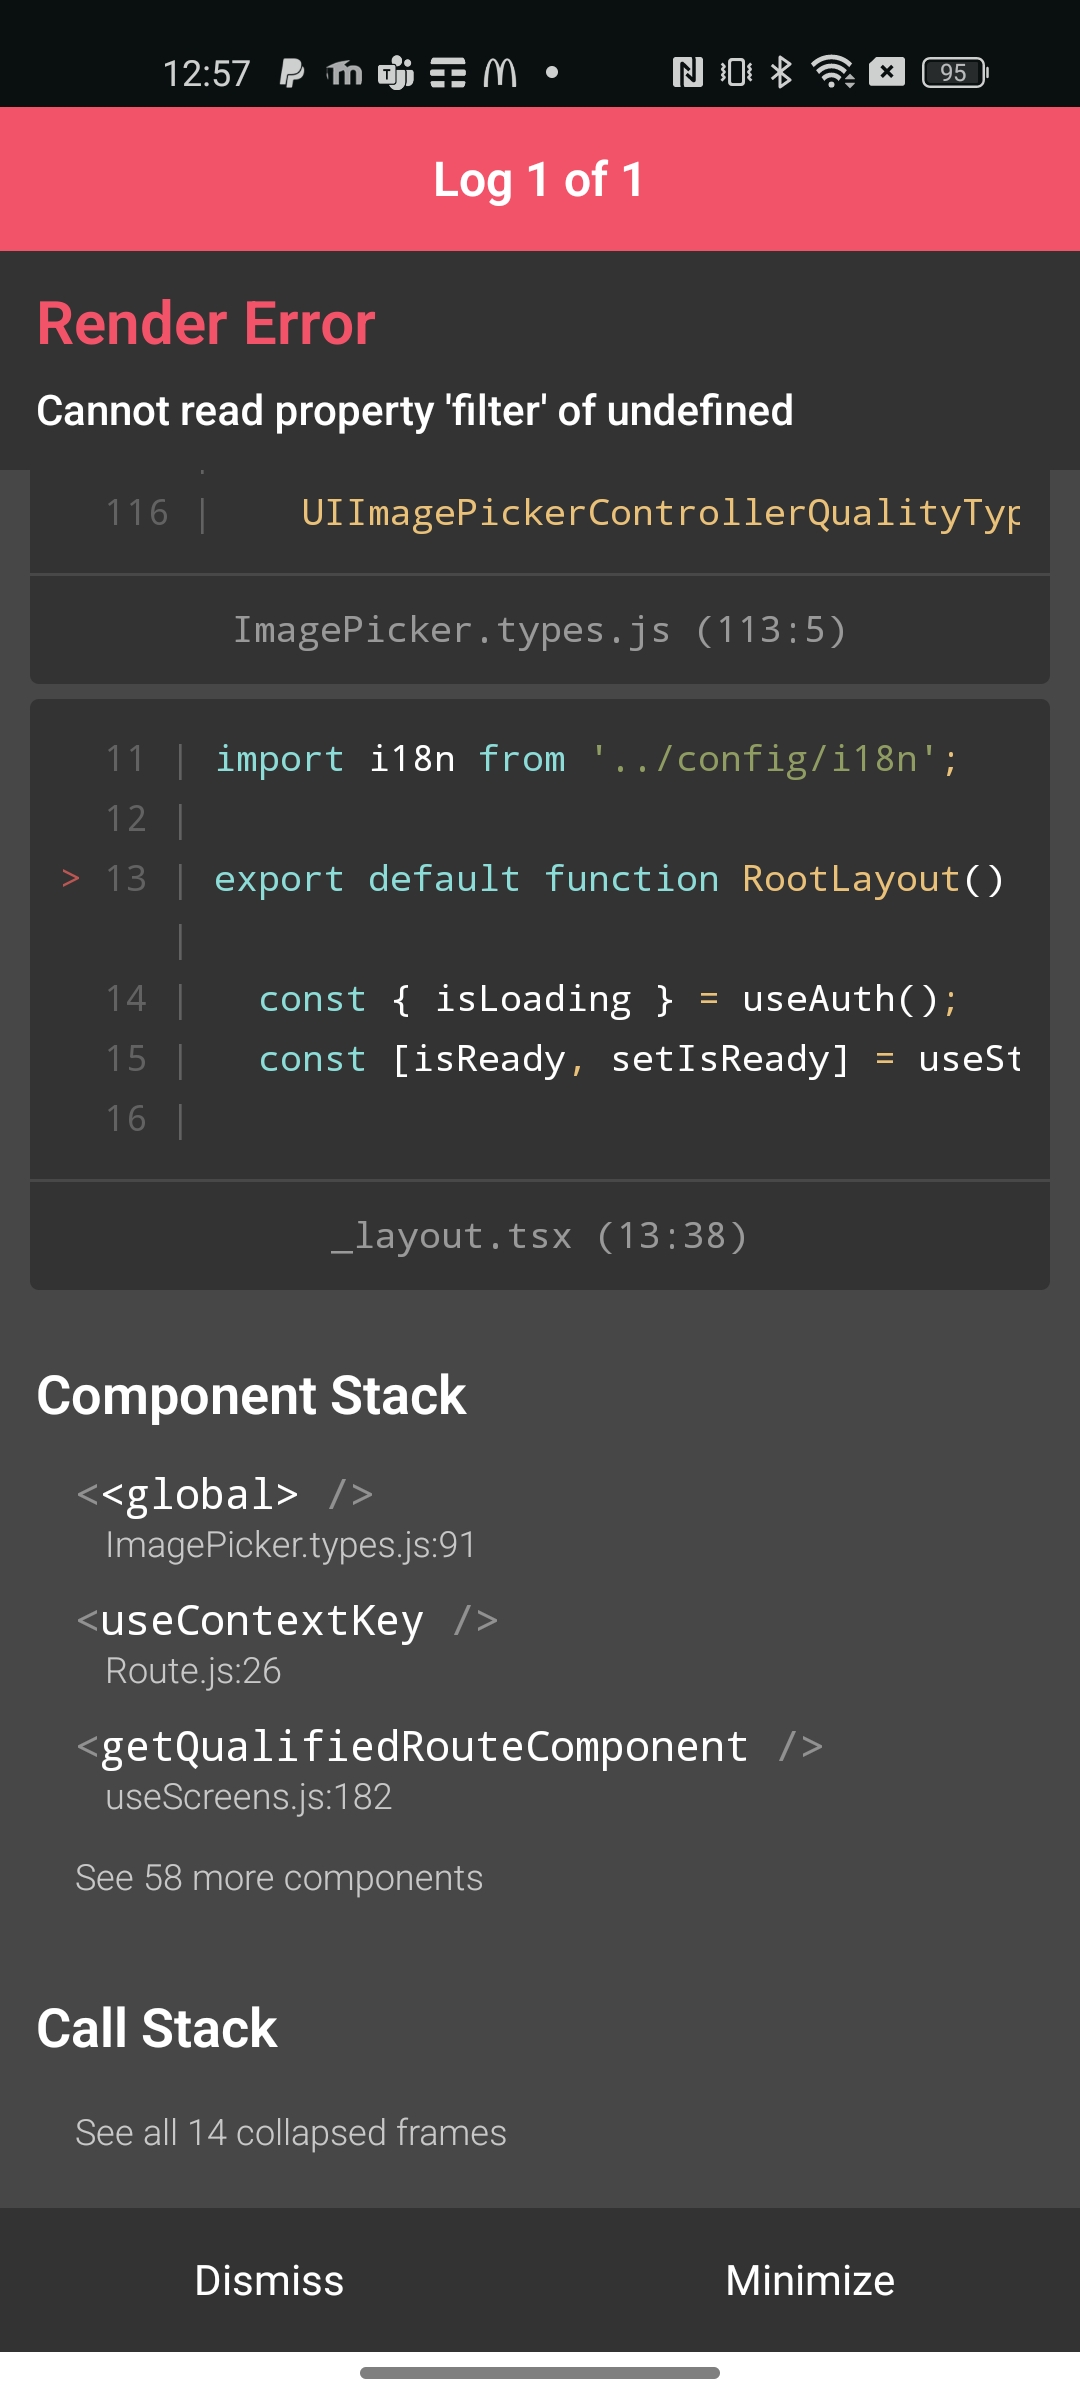 12:57
95
Log 1 of 1
Render Error
Cannot read property 'filter' of undefined
116 | UIImagePickerControllerQualityTyp
ImagePicker.types.js (113:5)
11 | import i18n from '../config/i18n';
12 |
> 13 | export default function RootLayout()
|
14 | const { isLoading } = useAuth();
15 | const [isReady, setIsReady] = useSt
16 |
_layout.tsx (13:38)
Component Stack
<<global> />
ImagePicker.types.js:91
<useContextKey />
Route.js:26
<getQualifiedRouteComponent />
useScreens.js:182
See 58 more components
Call Stack
See all 14 collapsed frames
Dismiss
Minimize